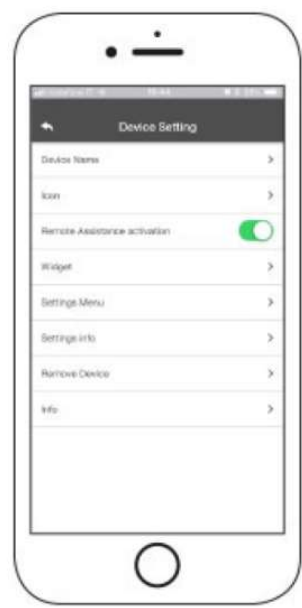 Device Setting
Device Name
Icon
Remote Assistance activation
Widget
Settings Menu
Settings info
Remove Device
Info